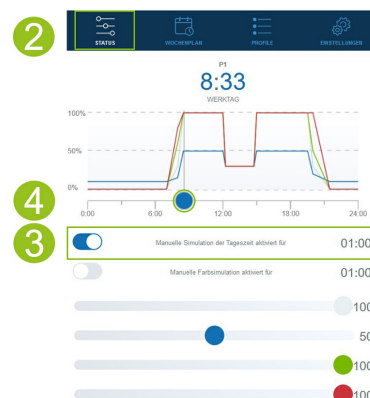 2
STATUS WOCHENPLAN PROFILE EINSTELLUNGEN
P1
8:33
WERKTAG
100%
50%
0%
4
0:00 6:00 12:00 18:00 24:00
3
Manuelle Simulation der Tageszeit aktiviert für 01:00
Manuelle Farbsimulation aktiviert für 01:00
100
50
100
100